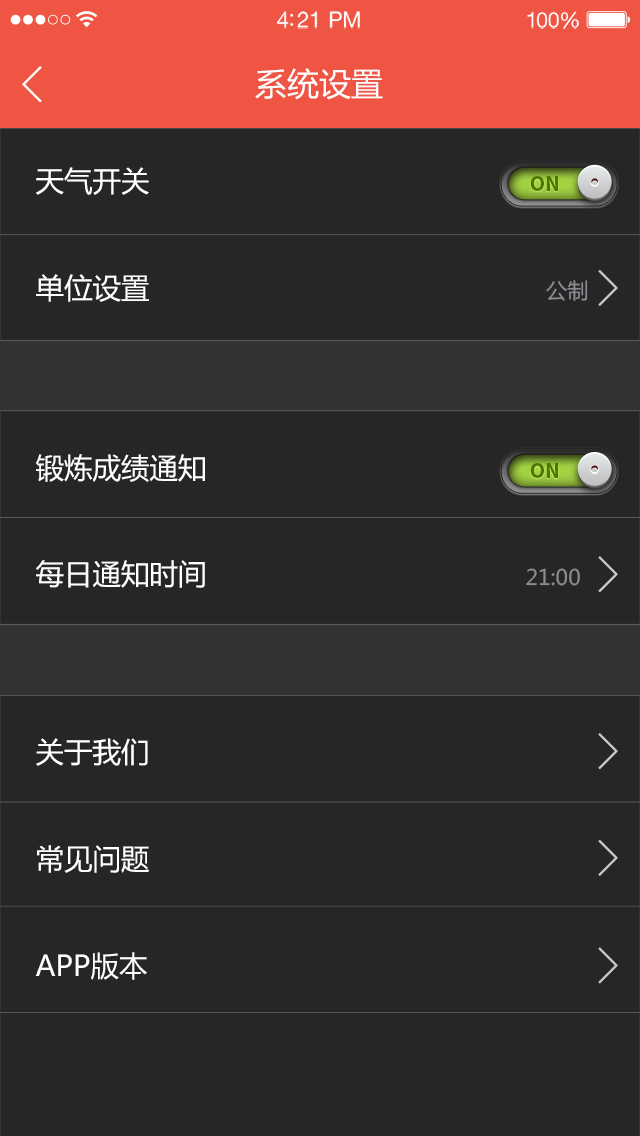 4:21 PM 100%
系统设置
天气开关 ON
单位设置 公制
锻炼成绩通知 ON
每日通知时间 21:00
关于我们
常见问题
APP版本